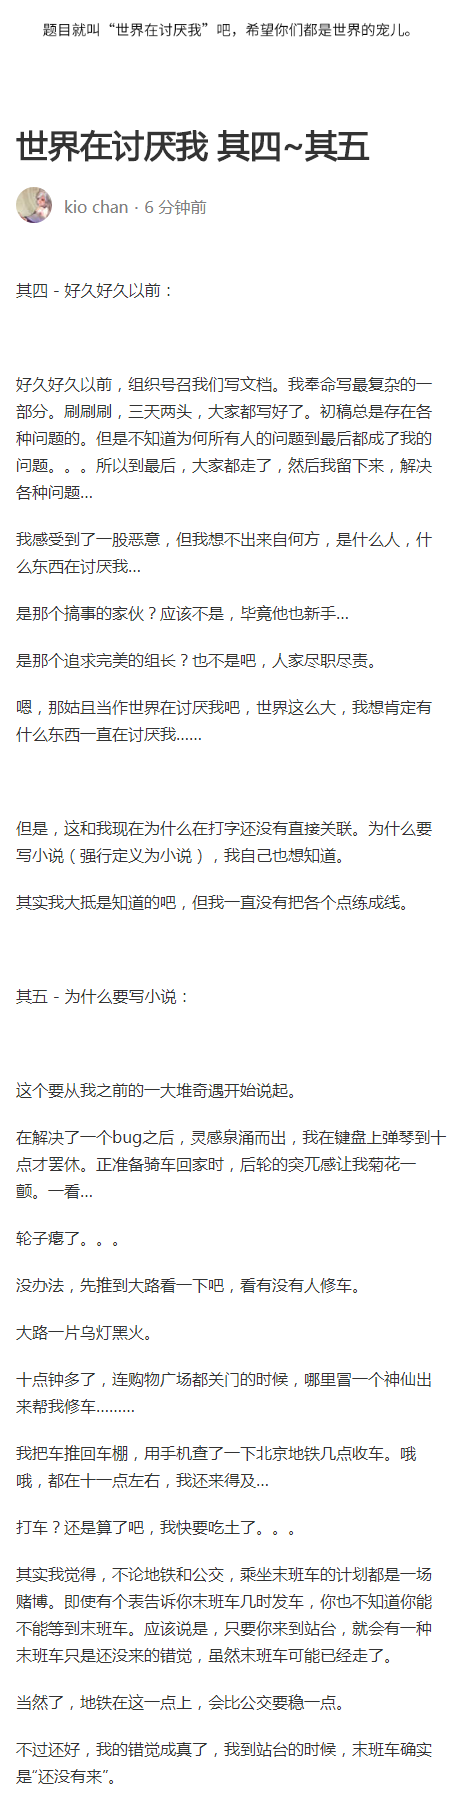 题目就叫“世界在讨厌我”吧，希望你们都是世界的宠儿。
世界在讨厌我 其四~其五
kio chan · 6 分钟前
其四 - 好久好久以前：
好久好久以前，组织号召我们写文档。我奉命写最复杂的一
部分。刷刷刷，三天两头，大家都写好了。初稿总是存在各
种问题的。但是不知道为何所有人的问题到最后都成了我的
问题。。。所以到最后，大家都走了，然后我留下来，解决
各种问题...
我感受到了一股恶意，但我想不出来自何方，是什么人，什
么东西在讨厌我...
是那个搞事的家伙？应该不是，毕竟他也新手...
是那个追求完美的组长？也不是吧，人家尽职尽责。
嗯，那姑且当作世界在讨厌我吧，世界这么大，我想肯定有
什么东西一直在讨厌我......
但是，这和我现在为什么在打字还没有直接关联。为什么要
写小说（强行定义为小说），我自己也想知道。
其实我大抵是知道的吧，但我一直没有把各个点练成线。
其五 - 为什么要写小说：
这个要从我之前的一大堆奇遇开始说起。
在解决了一个bug之后，灵感泉涌而出，我在键盘上弹琴到十
点才罢休。正准备骑车回家时，后轮的突兀感让我菊花一
颤。一看...
轮子瘪了。。。
没办法，先推到大路看一下吧，看有没有人修车。
大路一片乌灯黑火。
十点钟多了，连购物广场都关门的时候，哪里冒一个神仙出
来帮我修车.........
我把车推回车棚，用手机查了一下北京地铁几点收车。哦
哦，都在十一点左右，我还来得及...
打车？还是算了吧，我快要吃土了。。。
其实我觉得，不论地铁和公交，乘坐末班车的计划都是一场
赌博。即使有个表告诉你末班车几时发车，你也不知道你能
不能等到末班车。应该说是，只要你来到站台，就会有一种
末班车只是还没来的错觉，虽然末班车可能已经走了。
当然了，地铁在这一点上，会比公交要稳一点。
不过还好，我的错觉成真了，我到站台的时候，末班车确实
是“还没有来”。